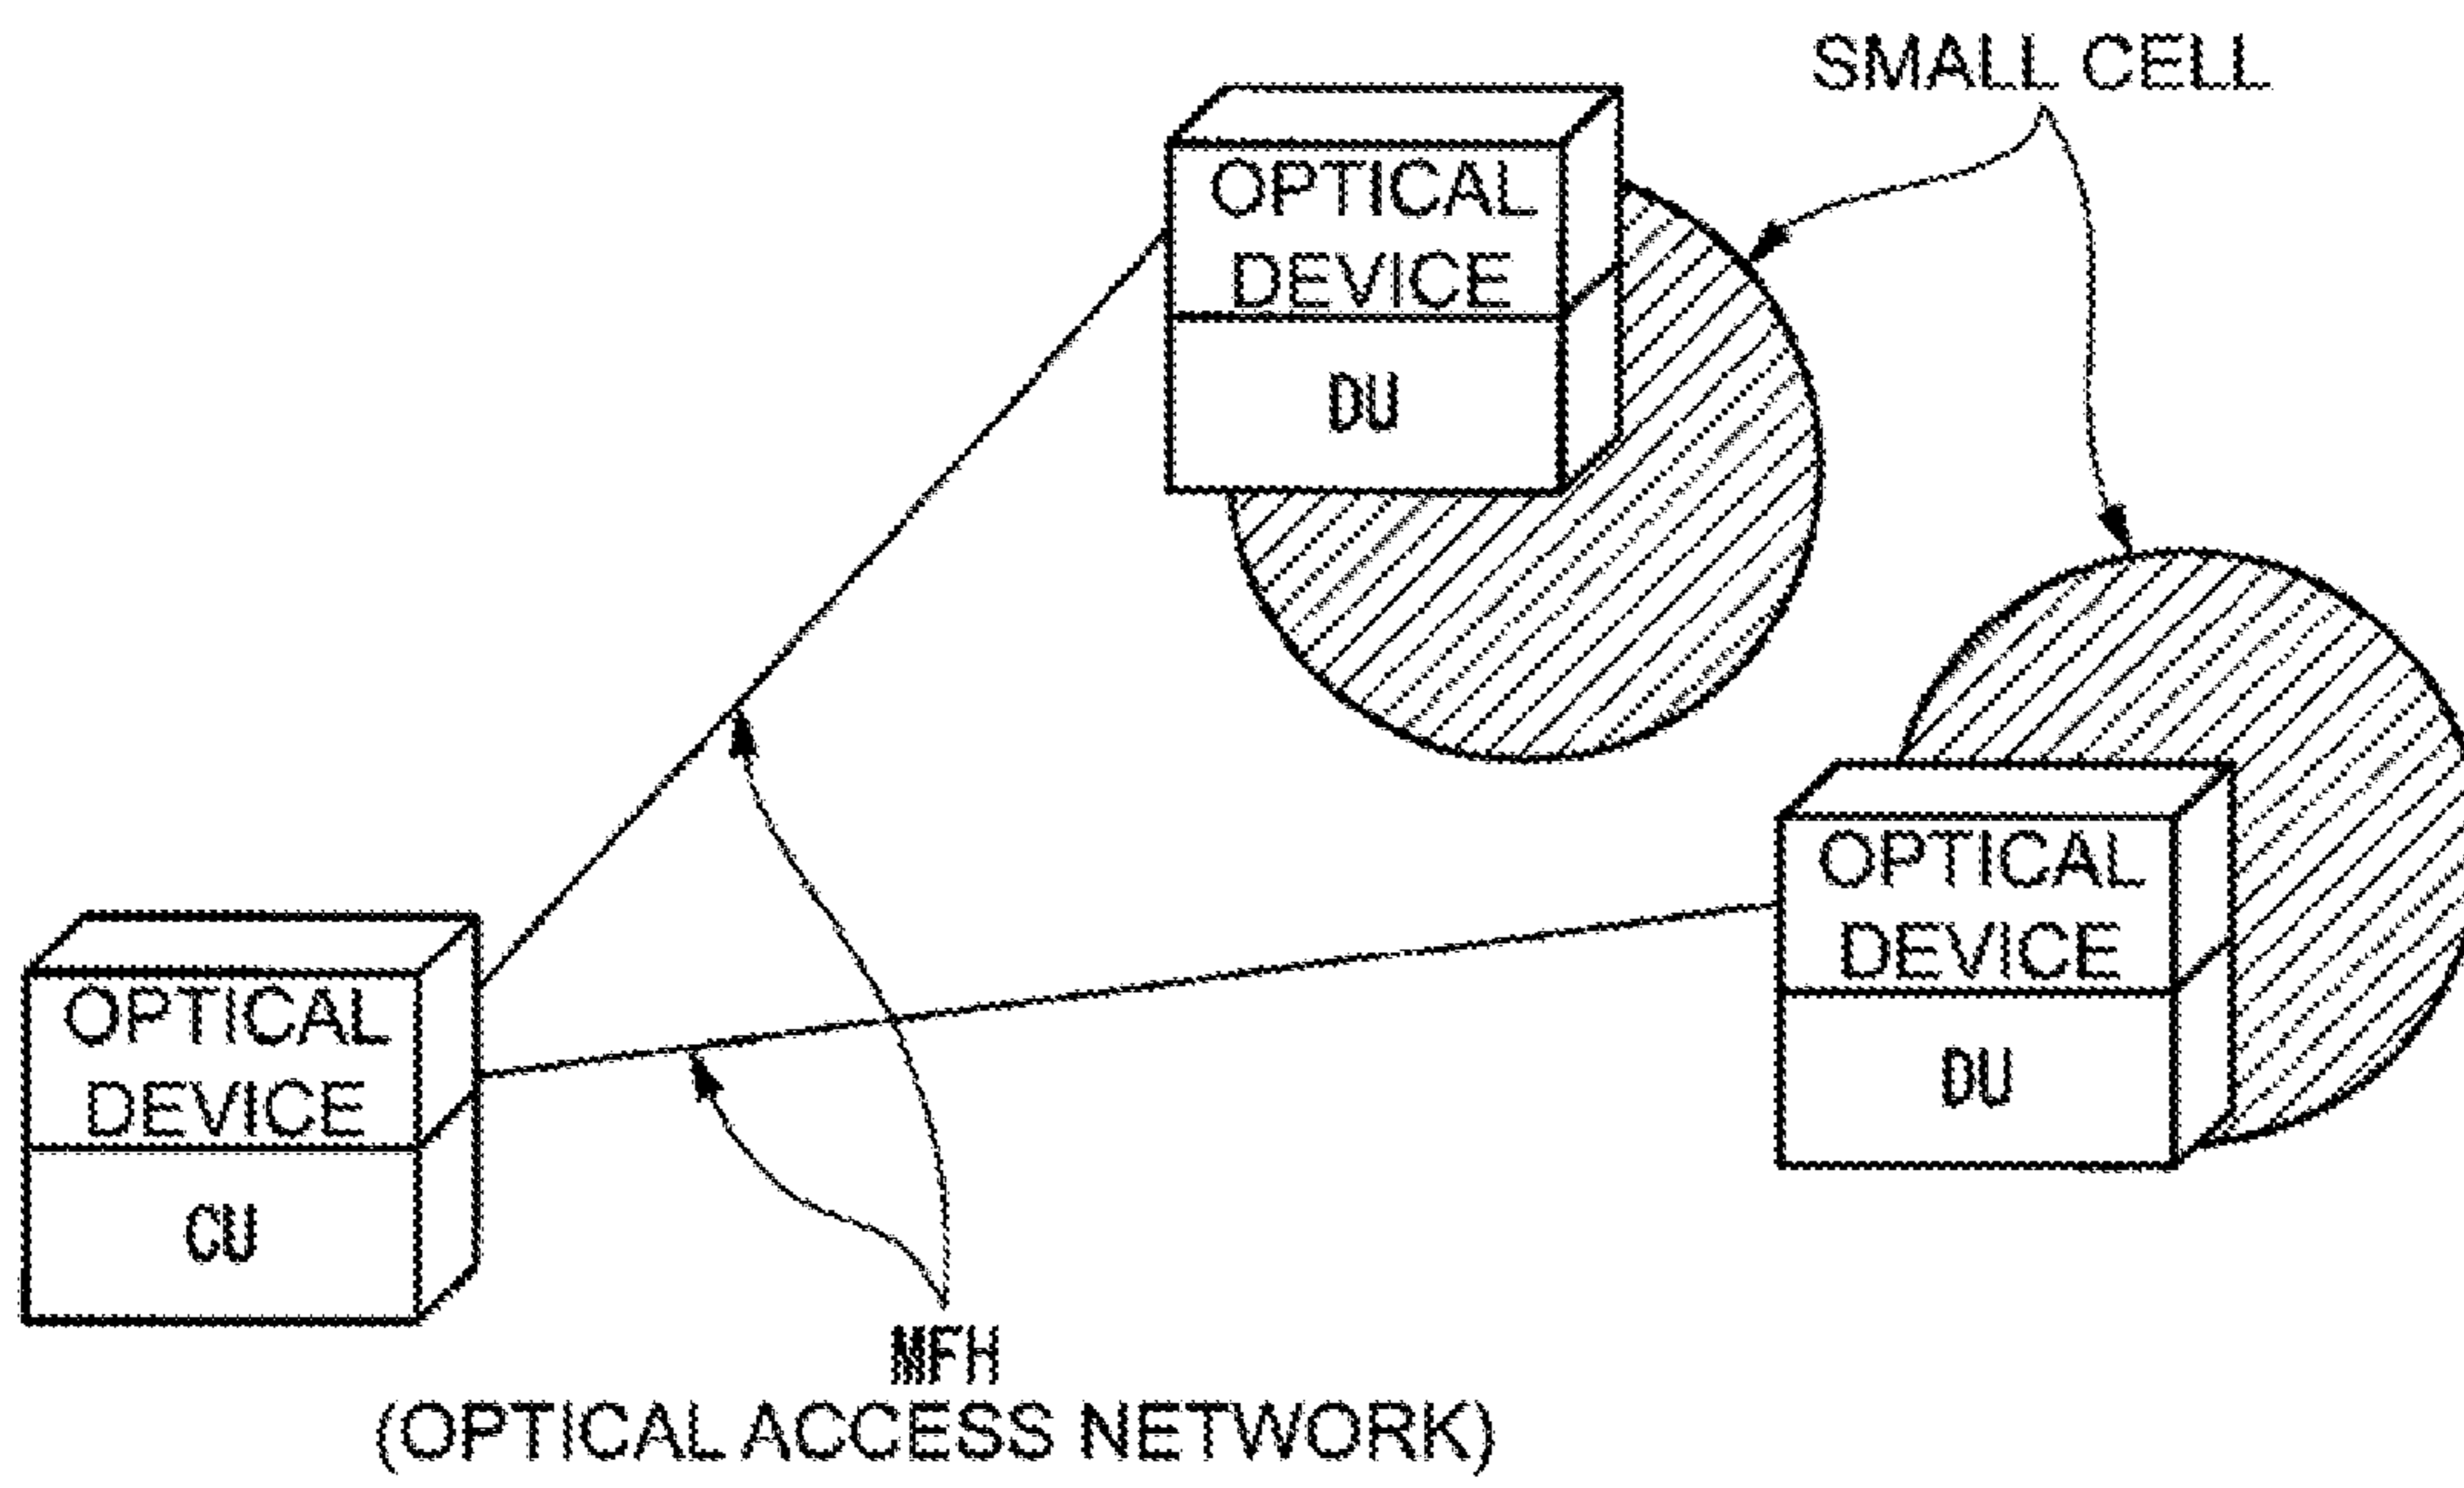 SMALL CELL
OPTICAL
DEVICE
DU
OPTICAL
DEVICE
DU
OPTICAL
DEVICE
CU
MFH
(OPTICAL ACCESS NETWORK)